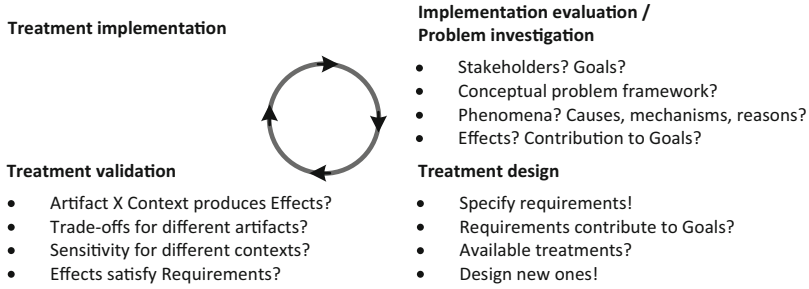 Treatment implementation
Implementation evaluation /
Problem investigation
• Stakeholders? Goals?
• Conceptual problem framework?
• Phenomena? Causes, mechanisms, reasons?
• Effects? Contribution to Goals?
Treatment validation
• Artifact X Context produces Effects?
• Trade-offs for different artifacts?
• Sensitivity for different contexts?
• Effects satisfy Requirements?
Treatment design
• Specify requirements!
• Requirements contribute to Goals?
• Available treatments?
• Design new ones!